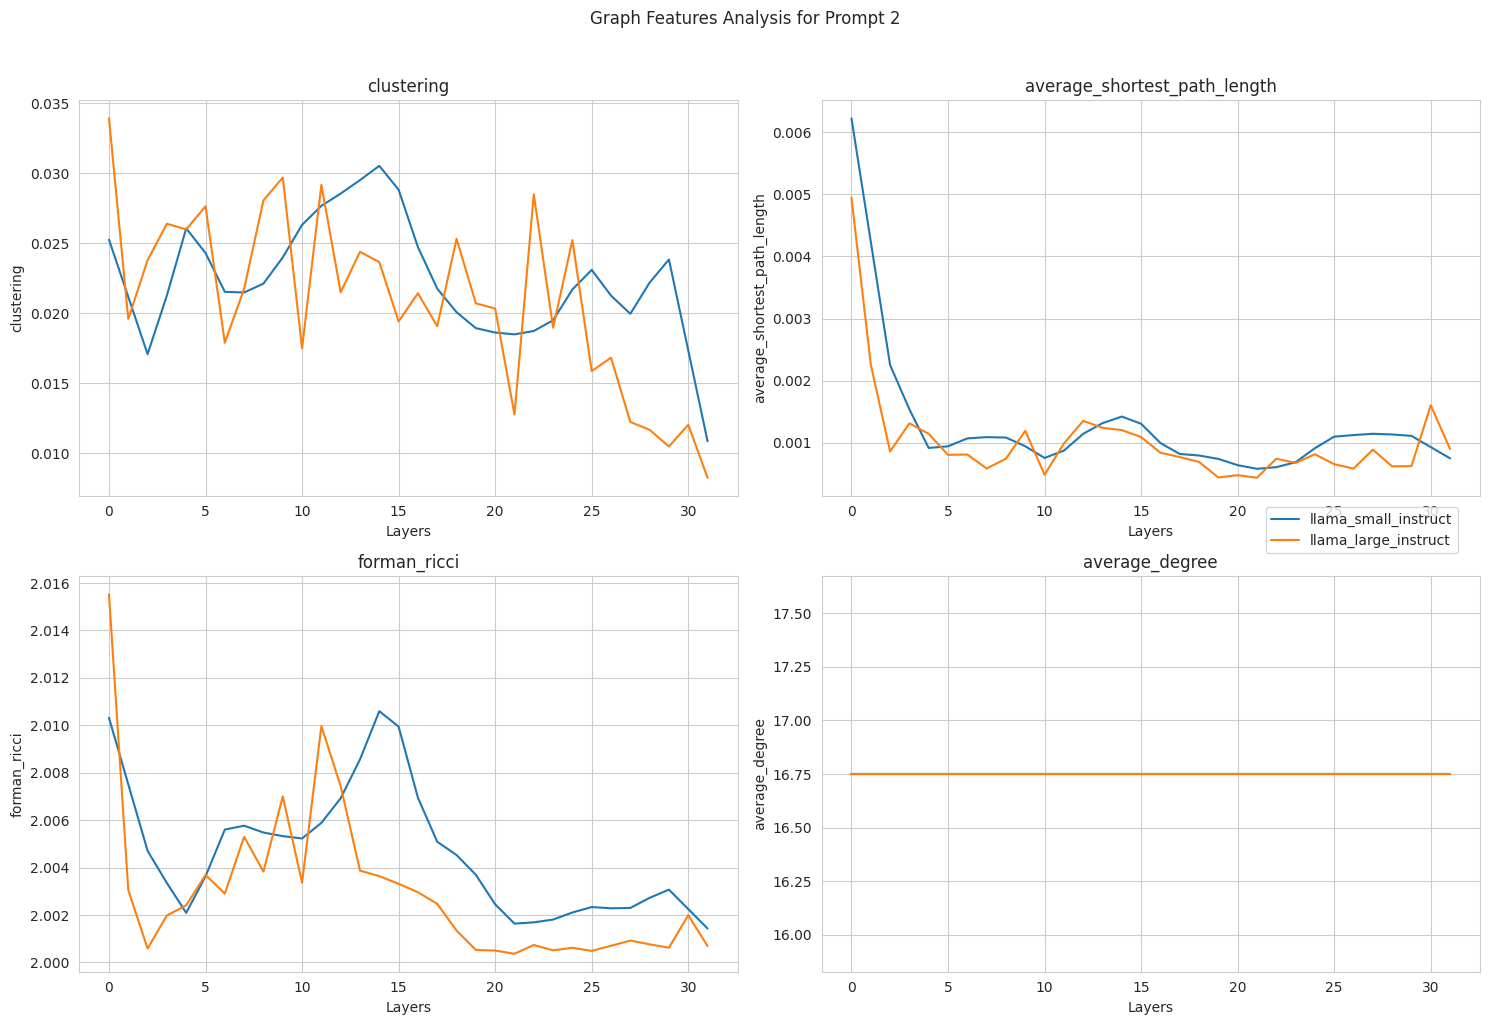 Graph Features Analysis for Prompt 2
clustering
clustering
0.035
0.030
0.025
0.020
0.015
0.010
0 5 10 15 20 25 30
Layers
average_shortest_path_length
average_shortest_path_length
0.006
0.005
0.004
0.003
0.002
0.001
0 5 10 15 20 25 30
Layers
llama_small_instruct
llama_large_instruct
forman_ricci
forman_ricci
2.016
2.014
2.012
2.010
2.008
2.006
2.004
2.002
2.000
0 5 10 15 20 25 30
Layers
average_degree
average_degree
17.50
17.25
17.00
16.75
16.50
16.25
16.00
0 5 10 15 20 25 30
Layers